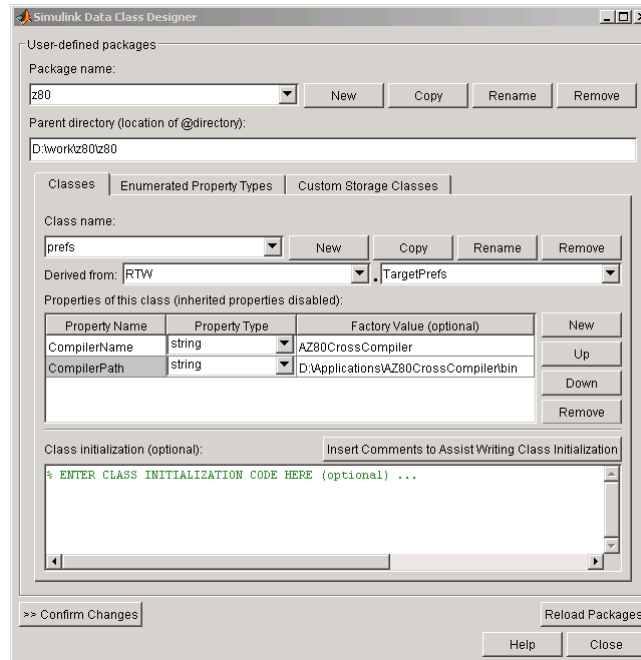 Simulink Data Class Designer
User-defined packages
Package name:
z80 New Copy Rename Remove
Parent directory (location of @directory):
D:\work\z80\z80
Classes Enumerated Property Types Custom Storage Classes
Class name:
prefs New Copy Rename Remove
Derived from: RTW . TargetPrefs
Properties of this class (inherited properties disabled):
Property Name Property Type Factory Value (optional) New
CompilerName string AZ80CrossCompiler Up
CompilerPath string D:\Applications\AZ80CrossCompiler\bin Down
Remove
Class initialization (optional): Insert Comments to Assist Writing Class Initialization
% ENTER CLASS INITIALIZATION CODE HERE (optional) ...
>> Confirm Changes Reload Packages
Help Close